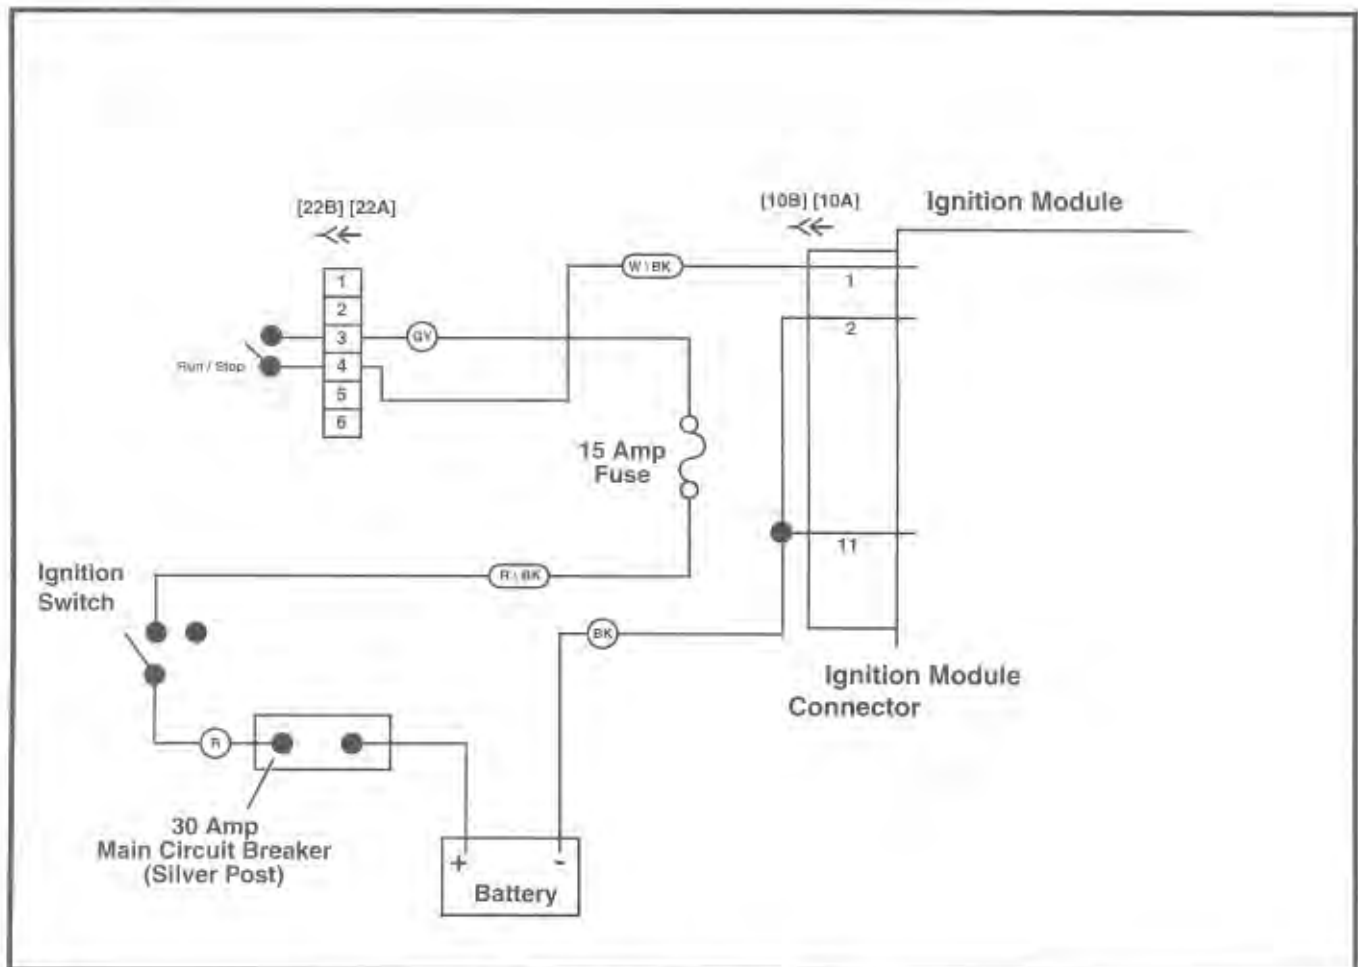 [22B] [22A]
[10B] [10A]
Ignition Module
W \ BK
1
2
3
4
5
6
GY
Run / Stop
1
2
11
15 Amp
Fuse
Ignition
Switch
R \ BK
BK
Ignition Module
Connector
R
30 Amp
Main Circuit Breaker
(Silver Post)
+ -
Battery